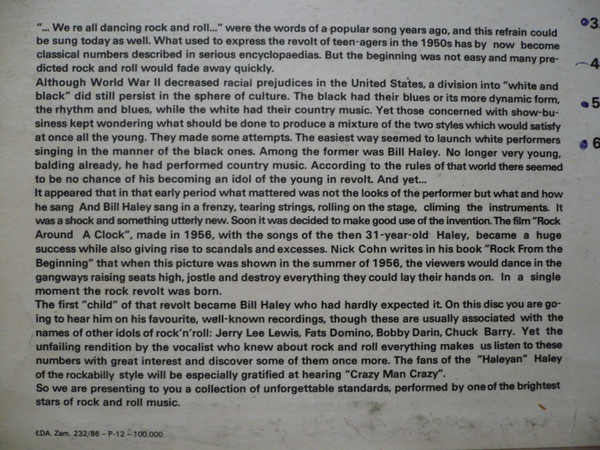 "... We re all dancing rock and roll..." were the words of a popular song years ago, and this refrain could
be sung today as well. What used to express the revolt of teen-agers in the 1950s has by now become
classical numbers described in serious encyclopaedias. But the beginning was not easy and many pre-
dicted rock and roll would fade away quickly.
Although World War II decreased racial prejudices in the United States, a division into "white and
black" did still persist in the sphere of culture. The black had their blues or its more dynamic form,
the rhythm and blues, while the white had their country music. Yet those concerned with show-bu-
siness kept wondering what should be done to produce a mixture of the two styles which would satisfy
at once all the young. They made some attempts. The easiest way seemed to launch white performers
singing in the manner of the black ones. Among the former was Bill Haley. No longer very young,
balding already, he had performed country music. According to the rules of that world there seemed
to be no chance of his becoming an idol of the young in revolt. And yet...
It appeared that in that early period what mattered was not the looks of the performer but what and how
he sang And Bill Haley sang in a frenzy, tearing strings, rolling on the stage, climing the instruments. It
was a shock and something utterly new. Soon it was decided to make good use of the invention. The film "Rock
Around A Clock", made in 1956, with the songs of the then 31-year-old Haley, became a huge
success while also giving rise to scandals and excesses. Nick Cohn writes in his book "Rock From the
Beginning" that when this picture was shown in the summer of 1956, the viewers would dance in the
gangways raising seats high, jostle and destroy everything they could lay their hands on. In a single
moment the rock revolt was born.
The first "child" of that revolt became Bill Haley who had hardly expected it. On this disc you are go-
ing to hear him on his favourite, well-known recordings, though these are usually associated with the
names of other idols of rock'n'roll: Jerry Lee Lewis, Fats Domino, Bobby Darin, Chuck Barry. Yet the
unfailing rendition by the vocalist who knew about rock and roll everything makes us listen to these
numbers with great interest and discover some of them once more. The fans of the "Haleyan" Haley
of the rockabilly style will be especially gratified at hearing "Crazy Man Crazy".
So we are presenting to you a collection of unforgettable standards, performed by one of the brightest
stars of rock and roll music.
ŁDA. Zam. 232/86 – P-12 – 100.000
3
4
5
6